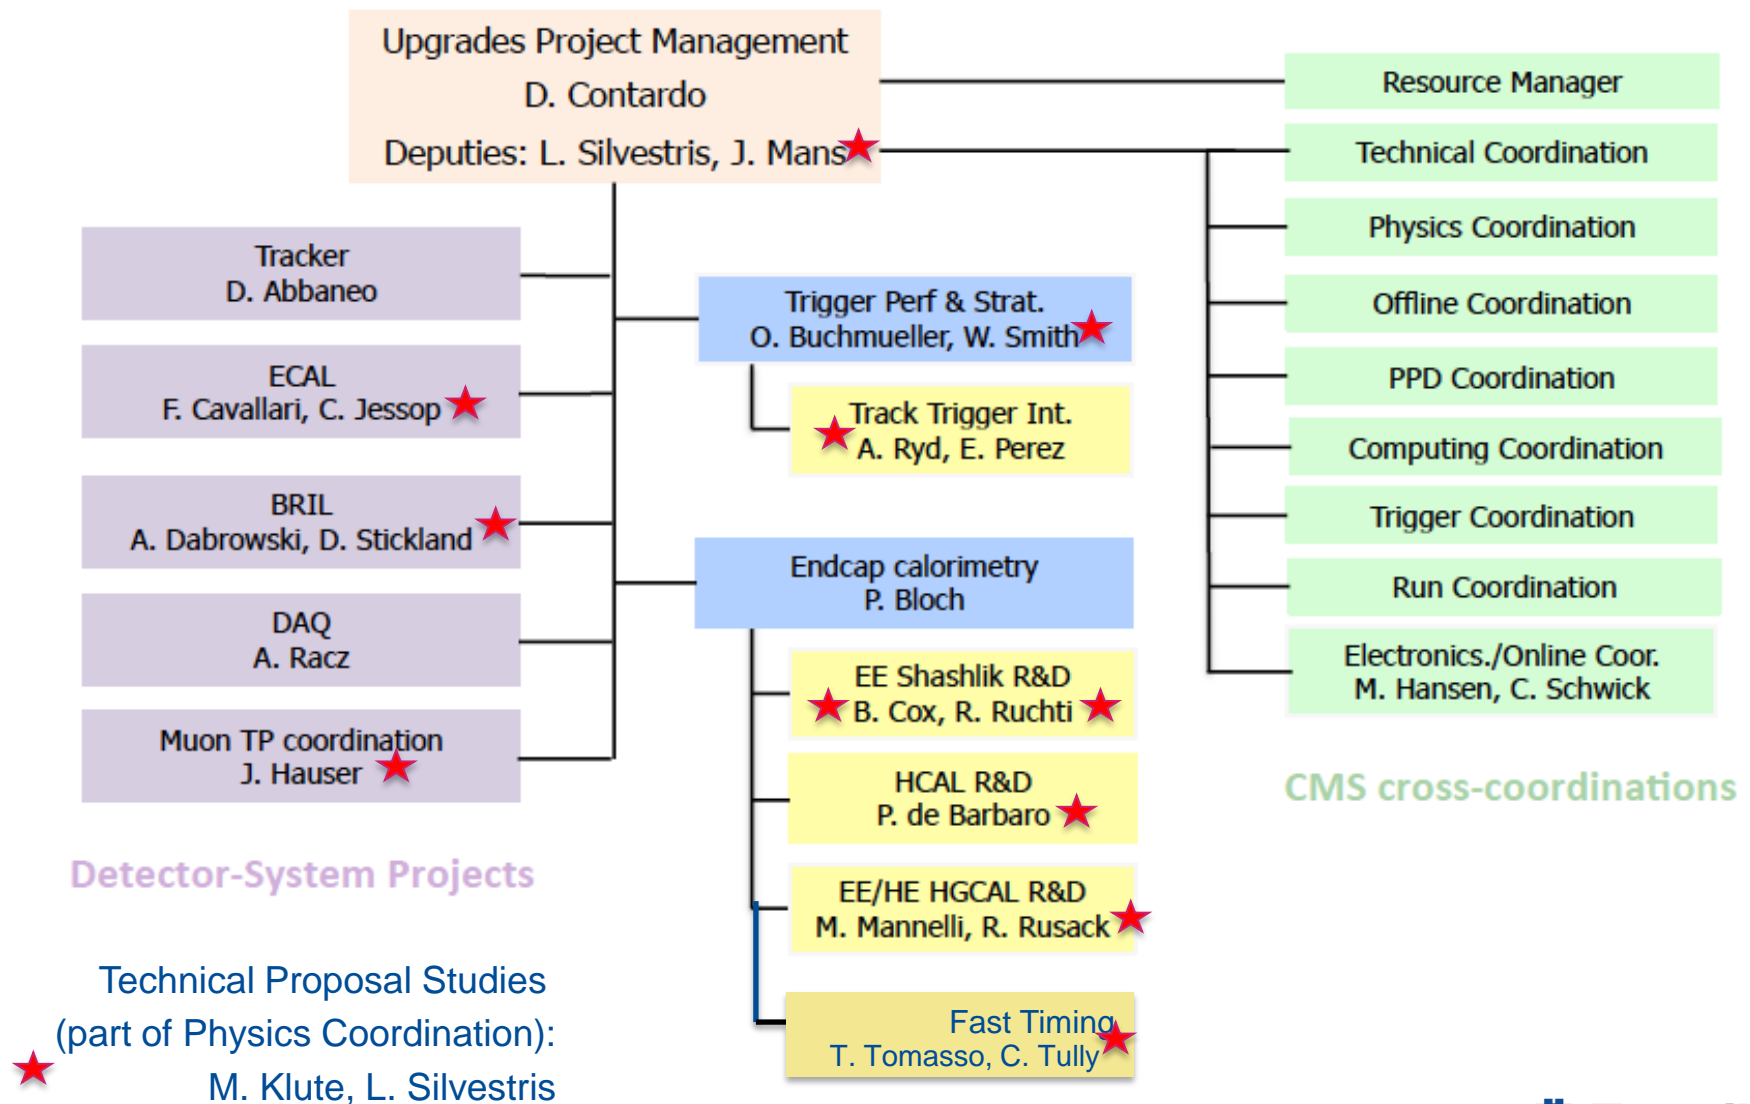 Upgrades Project Management
D. Contardo
Deputies: L. Silvestris, J. Mans
Tracker
D. Abbaneo
ECAL
F. Cavallari, C. Jessop
BRIL
A. Dabrowski, D. Stickland
DAQ
A. Racz
Muon TP coordination
J. Hauser
Detector-System Projects
Technical Proposal Studies
(part of Physics Coordination):
M. Klute, L. Silvestris
Trigger Perf & Strat.
O. Buchmueller, W. Smith
Track Trigger Int.
A. Ryd, E. Perez
Endcap calorimetry
P. Bloch
EE Shashlik R&D
B. Cox, R. Ruchti
HCAL R&D
P. de Barbaro
EE/HE HGCAL R&D
M. Mannelli, R. Rusack
Fast Timing
T. Tomasso, C. Tully
Resource Manager
Technical Coordination
Physics Coordination
Offline Coordination
PPD Coordination
Computing Coordination
Trigger Coordination
Run Coordination
Electronics./Online Coor.
M. Hansen, C. Schwick
CMS cross-coordinations